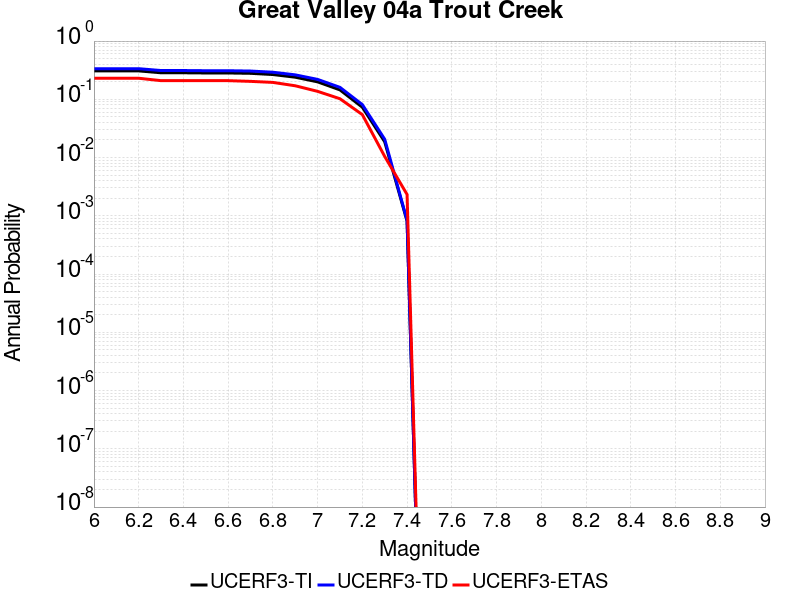 Great Valley 04a Trout Creek
10^0
10^-1
10^-2
10^-3
10^-4
10^-5
10^-6
10^-7
10^-8
Annual Probability
6 6.2 6.4 6.6 6.8 7 7.2 7.4 7.6 7.8 8 8.2 8.4 8.6 8.8 9
Magnitude
UCERF3-TI UCERF3-TD UCERF3-ETAS